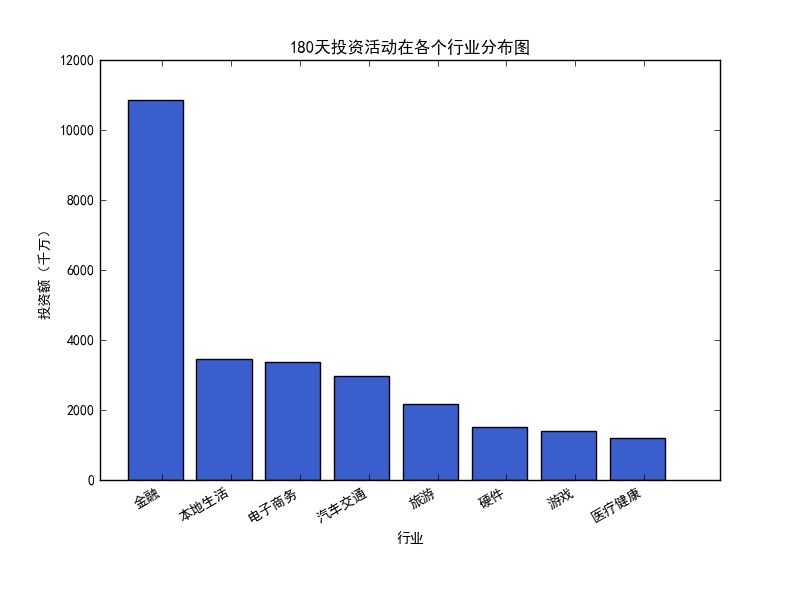 180天投资活动在各个行业分布图
12000
10000
8000
6000
4000
2000
0
投资额（千万）
金融
本地生活
电子商务
汽车交通
旅游
硬件
游戏
医疗健康
行业